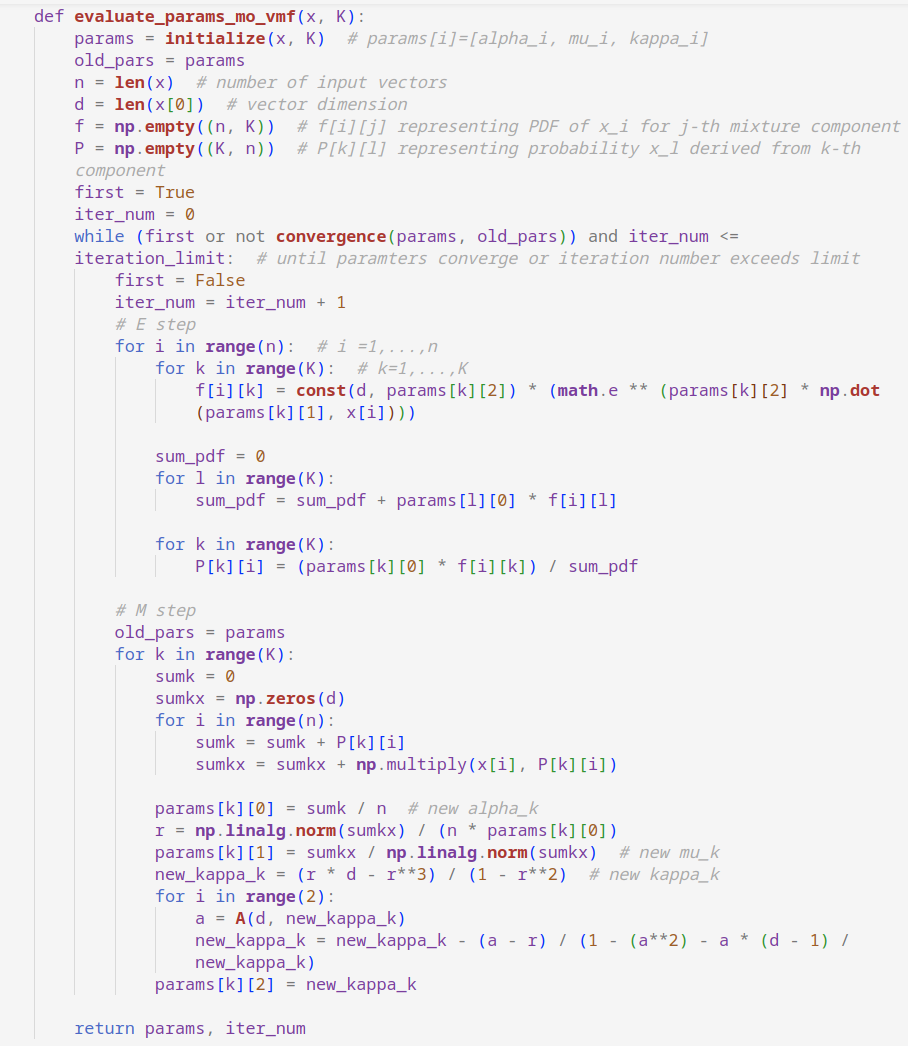 def evaluate_params_mo_vmf(x, K):
    params = initialize(x, K)  # params[i]=[alpha_i, mu_i, kappa_i]
    old_pars = params
    n = len(x)  # number of input vectors
    d = len(x[0])  # vector dimension
    f = np.empty((n, K))  # f[i][j] representing PDF of x_i for j-th mixture component
    P = np.empty((K, n))  # P[k][l] representing probability x_l derived from k-th
    component
    first = True
    iter_num = 0
    while (first or not convergence(params, old_pars)) and iter_num <=
    iteration_limit:  # until paramters converge or iteration number exceeds limit
        first = False
        iter_num = iter_num + 1
        # E step
        for i in range(n):  # i =1,...,n
            for k in range(K):  # k=1,...,K
                f[i][k] = const(d, params[k][2]) * (math.e ** (params[k][2] * np.dot
                (params[k][1], x[i])))

            sum_pdf = 0
            for l in range(K):
                sum_pdf = sum_pdf + params[l][0] * f[i][l]

            for k in range(K):
                P[k][i] = (params[k][0] * f[i][k]) / sum_pdf

        # M step
        old_pars = params
        for k in range(K):
            sumk = 0
            sumkx = np.zeros(d)
            for i in range(n):
                sumk = sumk + P[k][i]
                sumkx = sumkx + np.multiply(x[i], P[k][i])

            params[k][0] = sumk / n  # new alpha_k
            r = np.linalg.norm(sumkx) / (n * params[k][0])
            params[k][1] = sumkx / np.linalg.norm(sumkx)  # new mu_k
            new_kappa_k = (r * d - r**3) / (1 - r**2)  # new kappa_k
            for i in range(2):
                a = A(d, new_kappa_k)
                new_kappa_k = new_kappa_k - (a - r) / (1 - (a**2) - a * (d - 1) /
                new_kappa_k)
            params[k][2] = new_kappa_k

    return params, iter_num